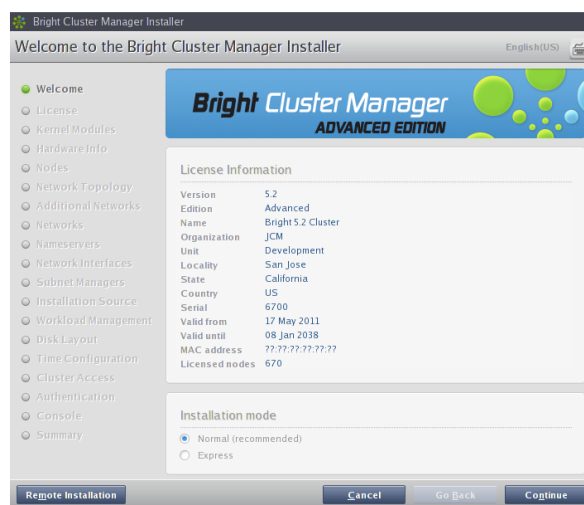 Bright Cluster Manager Installer
Welcome to the Bright Cluster Manager Installer
English(US)
Welcome
License
Kernel Modules
Hardware Info
Nodes
Network Topology
Additional Networks
Networks
Nameservers
Network Interfaces
Subnet Managers
Installation Source
Workload Management
Disk Layout
Time Configuration
Cluster Access
Authentication
Console
Summary
Bright Cluster Manager
ADVANCED EDITION
License Information
Version 5.2
Edition Advanced
Name Bright 5.2 Cluster
Organization JCM
Unit Development
Locality San Jose
State California
Country US
Serial 6700
Valid from 17 May 2011
Valid until 08 Jan 2038
MAC address ??:??:??:??:??:??
Licensed nodes 670
Installation mode
Normal (recommended)
Express
Remote Installation
Cancel
Go Back
Continue